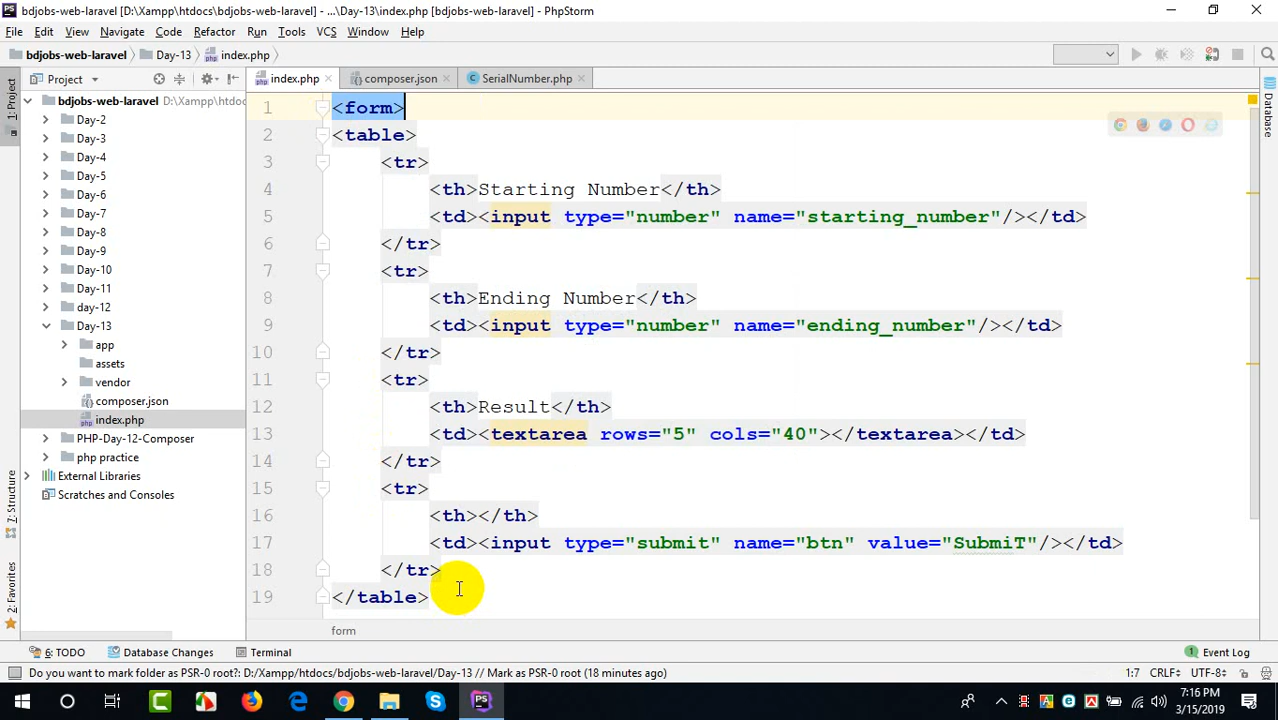 PS bdjobs-web-laravel [D:\Xampp\htdocs\bdjobs-web-laravel] - ...\Day-13\index.php [bdjobs-web-laravel] - PhpStorm
File Edit View Navigate Code Refactor Run Tools VCS Window Help
bdjobs-web-laravel Day-13 index.php
1: Project
Project
index.php composer.json SerialNumber.php
Database
bdjobs-web-laravel D:\Xampp\htdoc
Day-2
Day-3
Day-4
Day-5
Day-6
Day-7
Day-8
Day-9
Day-10
Day-11
day-12
Day-13
app
assets
vendor
composer.json
index.php
PHP-Day-12-Composer
php practice
External Libraries
Scratches and Consoles
7: Structure
2: Favorites
1 <form>
2 <table>
3 <tr>
4 <th>Starting Number</th>
5 <td><input type="number" name="starting_number"/></td>
6 </tr>
7 <tr>
8 <th>Ending Number</th>
9 <td><input type="number" name="ending_number"/></td>
10 </tr>
11 <tr>
12 <th>Result</th>
13 <td><textarea rows="5" cols="40"></textarea></td>
14 </tr>
15 <tr>
16 <th></th>
17 <td><input type="submit" name="btn" value="SubmiT"/></td>
18 </tr>
19 </table>
form
6: TODO Database Changes Terminal Event Log
Do you want to mark folder as PSR-0 root?: D:/Xampp/htdocs/bdjobs-web-laravel/Day-13 // Mark as PSR-0 root (18 minutes ago) 1:7 CRLF UTF-8
7:16 PM
3/15/2019